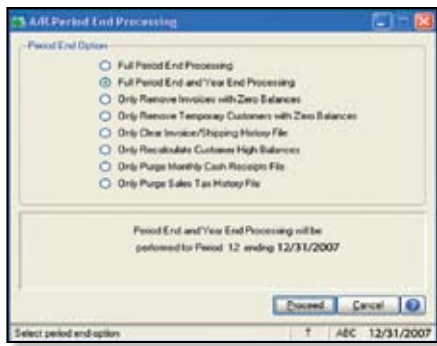 A/R Period End Processing
Period End Option
Full Period End Processing
Full Period End and Year End Processing
Only Remove Invoices with Zero Balances
Only Remove Temporary Customers with Zero Balances
Only Clear Invoice/Shipping History File
Only Recalculate Customer High Balances
Only Purge Monthly Cash Receipts File
Only Purge Sales Tax History File
Period End and Year End Processing will be
performed for Period 12 ending 12/31/2007
Proceed Cancel
Select period end option ABC 12/31/2007